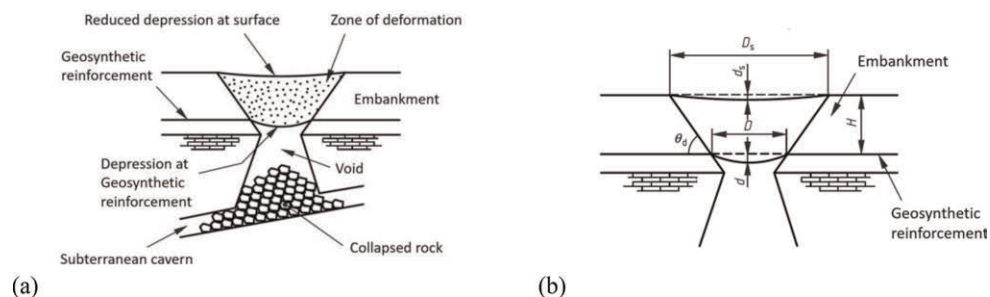 Reduced depression at surface
Zone of deformation
Geosynthetic
reinforcement
Embankment
Depression at
Geosynthetic
reinforcement
Void
Subterranean cavern
Collapsed rock
(a)
Dₛ
dₛ
Embankment
D
H
θ_d
d
Geosynthetic
reinforcement
(b)